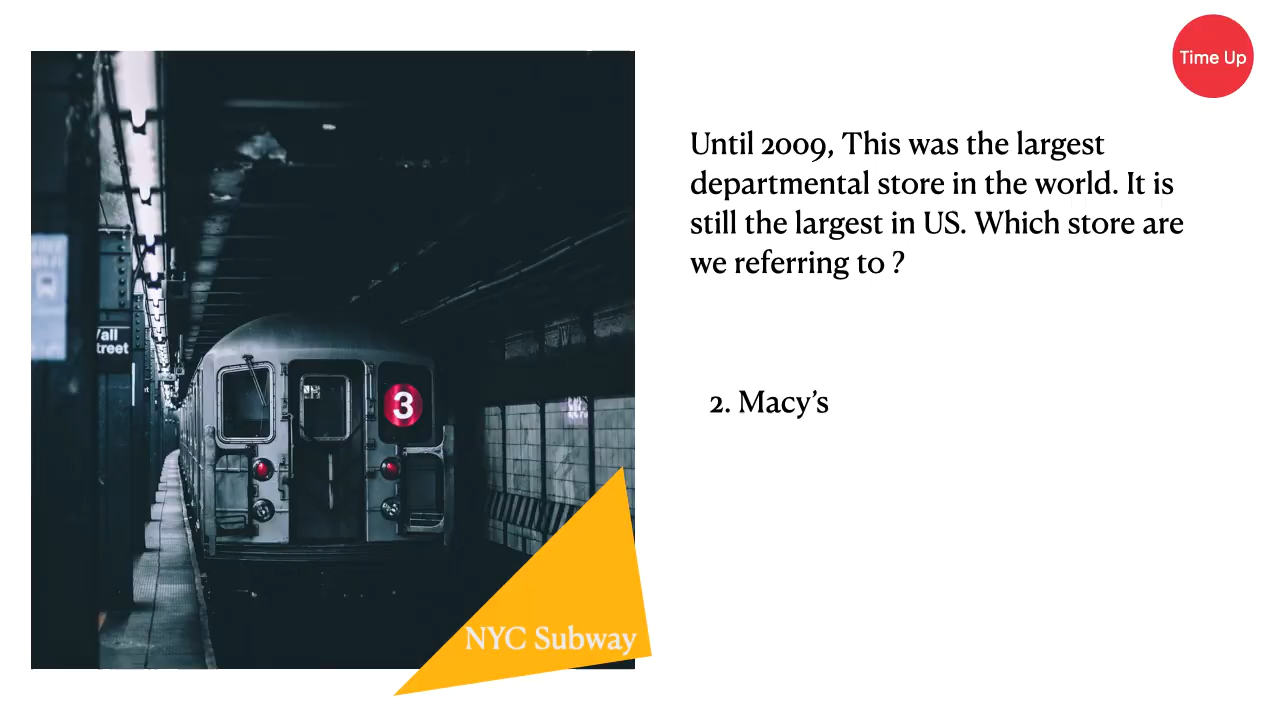 Time Up
Until 2009, This was the largest
departmental store in the world. It is
still the largest in US. Which store are
we referring to ?
2. Macy's
3
NYC Subway